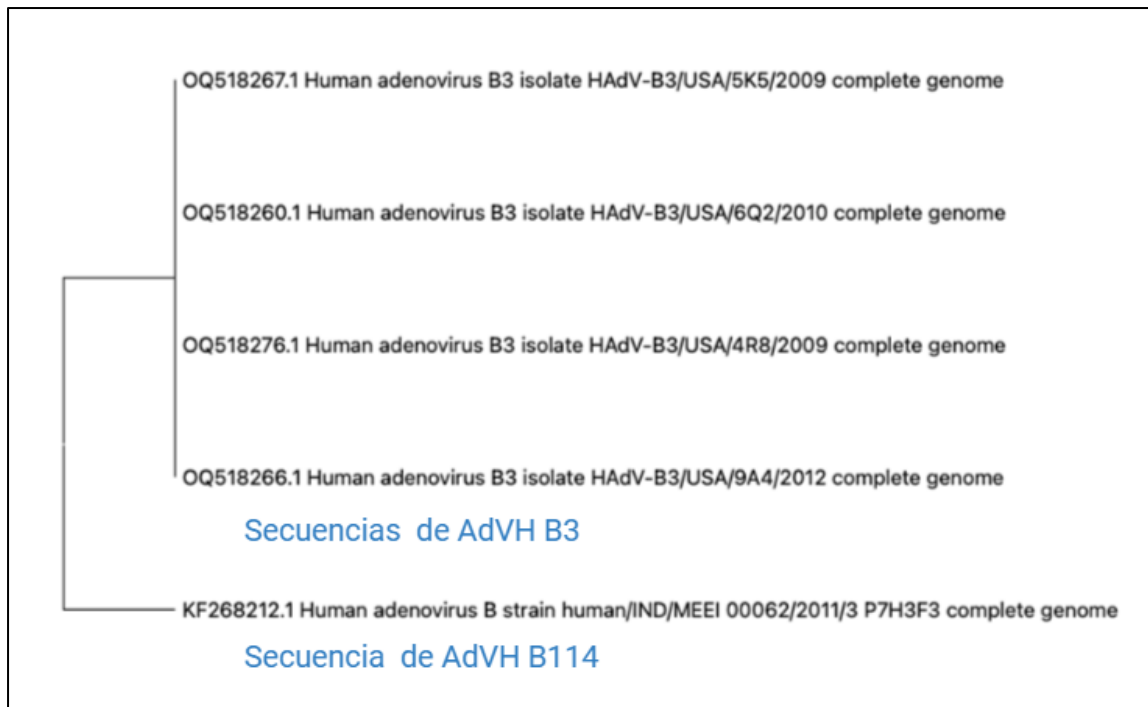 OQ518267.1 Human adenovirus B3 isolate HAdV-B3/USA/5K5/2009 complete genome
OQ518260.1 Human adenovirus B3 isolate HAdV-B3/USA/6Q2/2010 complete genome
OQ518276.1 Human adenovirus B3 isolate HAdV-B3/USA/4R8/2009 complete genome
OQ518266.1 Human adenovirus B3 isolate HAdV-B3/USA/9A4/2012 complete genome
Secuencias de AdVH B3
KF268212.1 Human adenovirus B strain human/IND/MEEI 00062/2011/3 P7H3F3 complete genome
Secuencia de AdVH B114